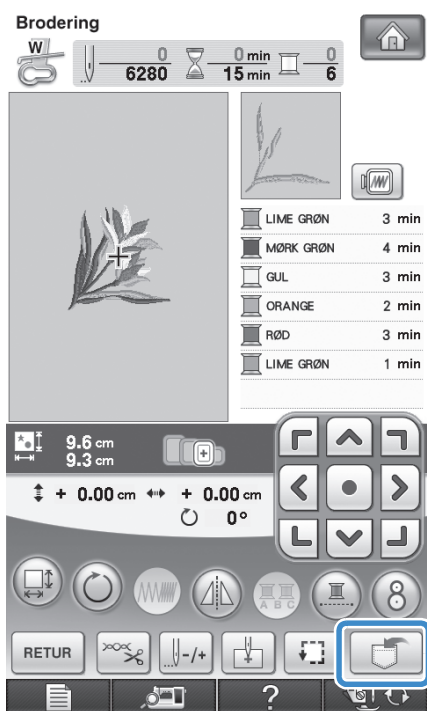 Brodering
W
0 0 min 0
6280 15 min 6
LIME GRØN 3 min
MØRK GRØN 4 min
GUL 3 min
ORANGE 2 min
RØD 3 min
LIME GRØN 1 min
9.6 cm
9.3 cm
+ 0.00 cm + 0.00 cm
0°
A B C
8
RETUR -/+
?